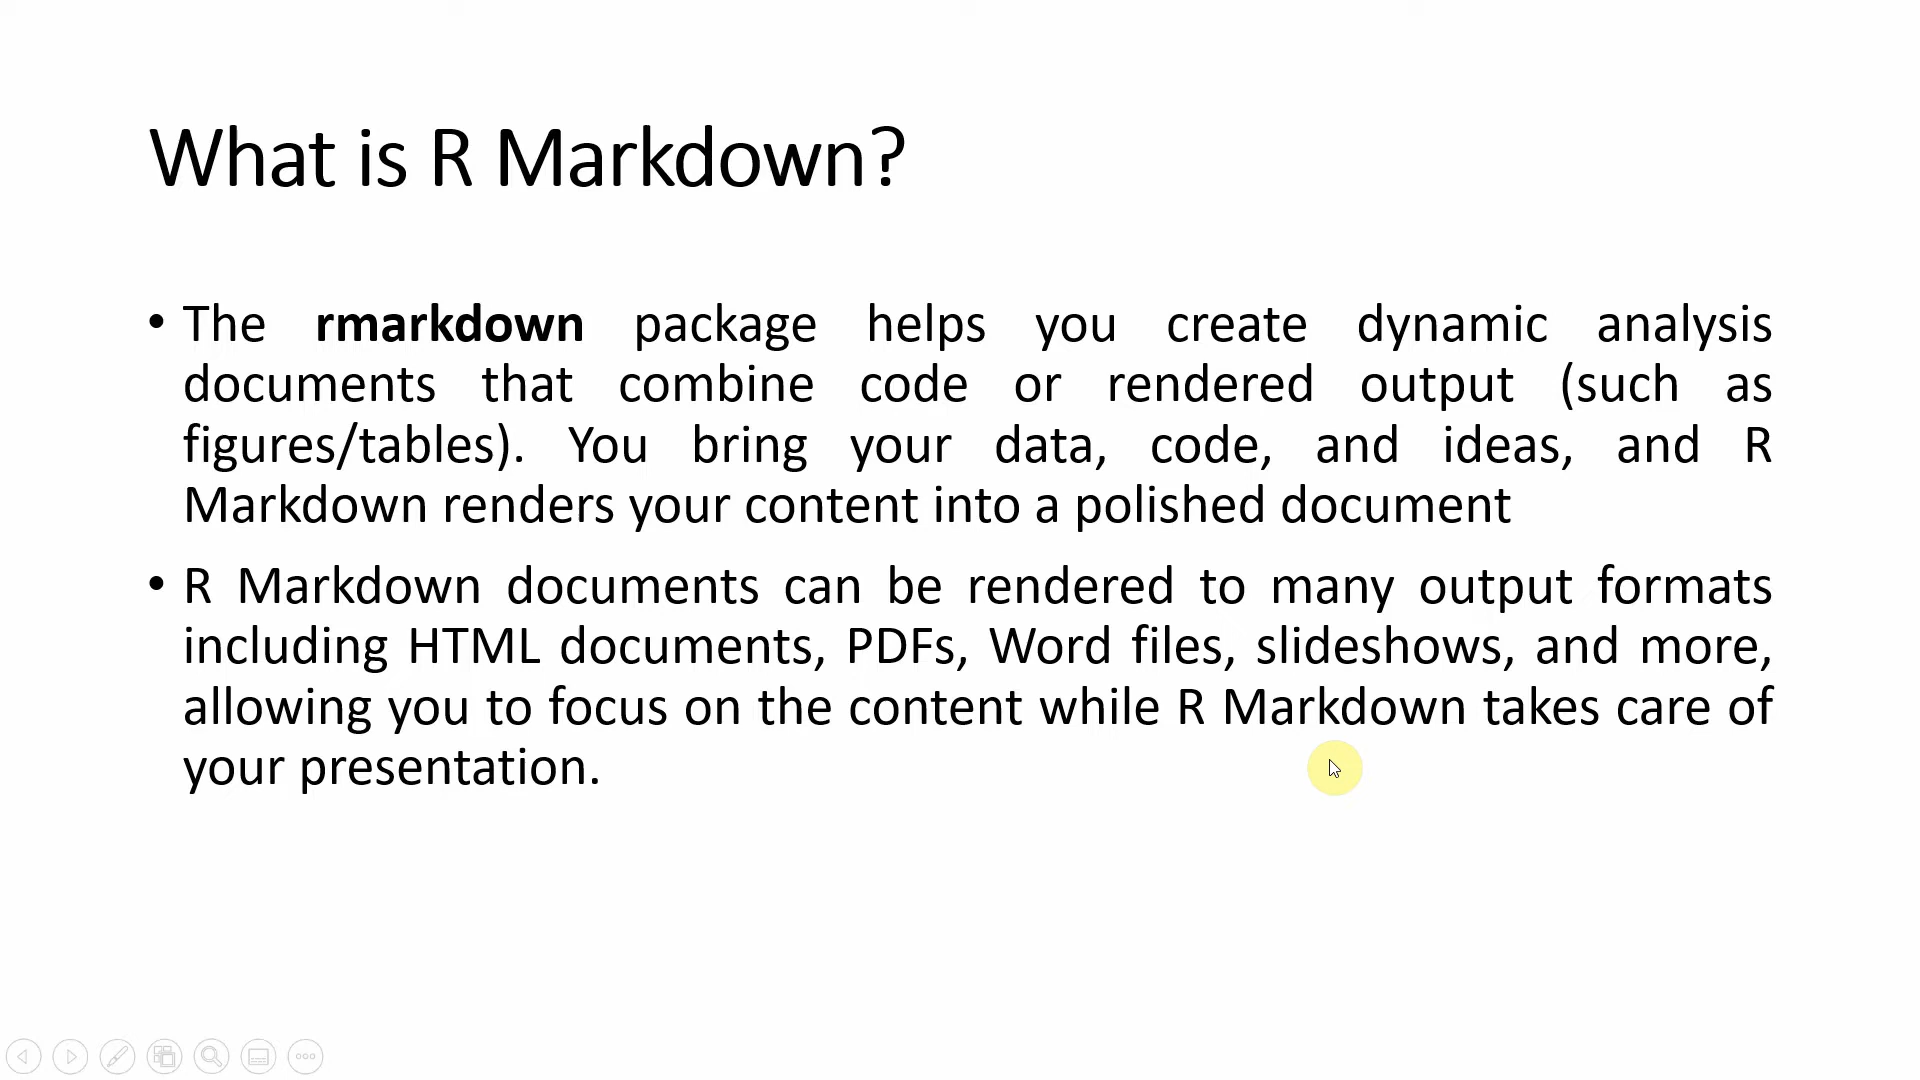 What is R Markdown?
• The rmarkdown package helps you create dynamic analysis
documents that combine code or rendered output (such as
figures/tables). You bring your data, code, and ideas, and R
Markdown renders your content into a polished document
• R Markdown documents can be rendered to many output formats
including HTML documents, PDFs, Word files, slideshows, and more,
allowing you to focus on the content while R Markdown takes care of
your presentation.